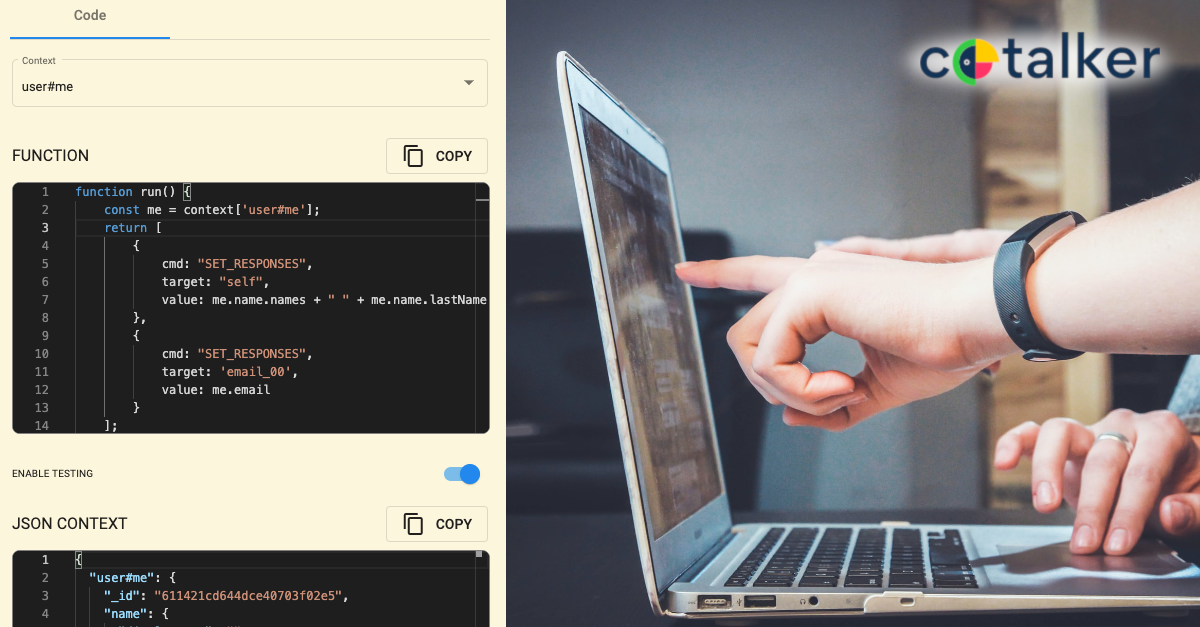 Code
Context
user#me
FUNCTION
COPY
1 function run() {
2 const me = context['user#me'];
3 return [
4 {
5 cmd: "SET_RESPONSES",
6 target: "self",
7 value: me.name.names + " " + me.name.lastName
8 },
9 {
10 cmd: "SET_RESPONSES",
11 target: 'email_00',
12 value: me.email
13 }
14 ];
ENABLE TESTING
JSON CONTEXT
COPY
1 {
2 "user#me": {
3 "_id": "611421cd644dce40703f02e5",
4 "name": {
cotalker